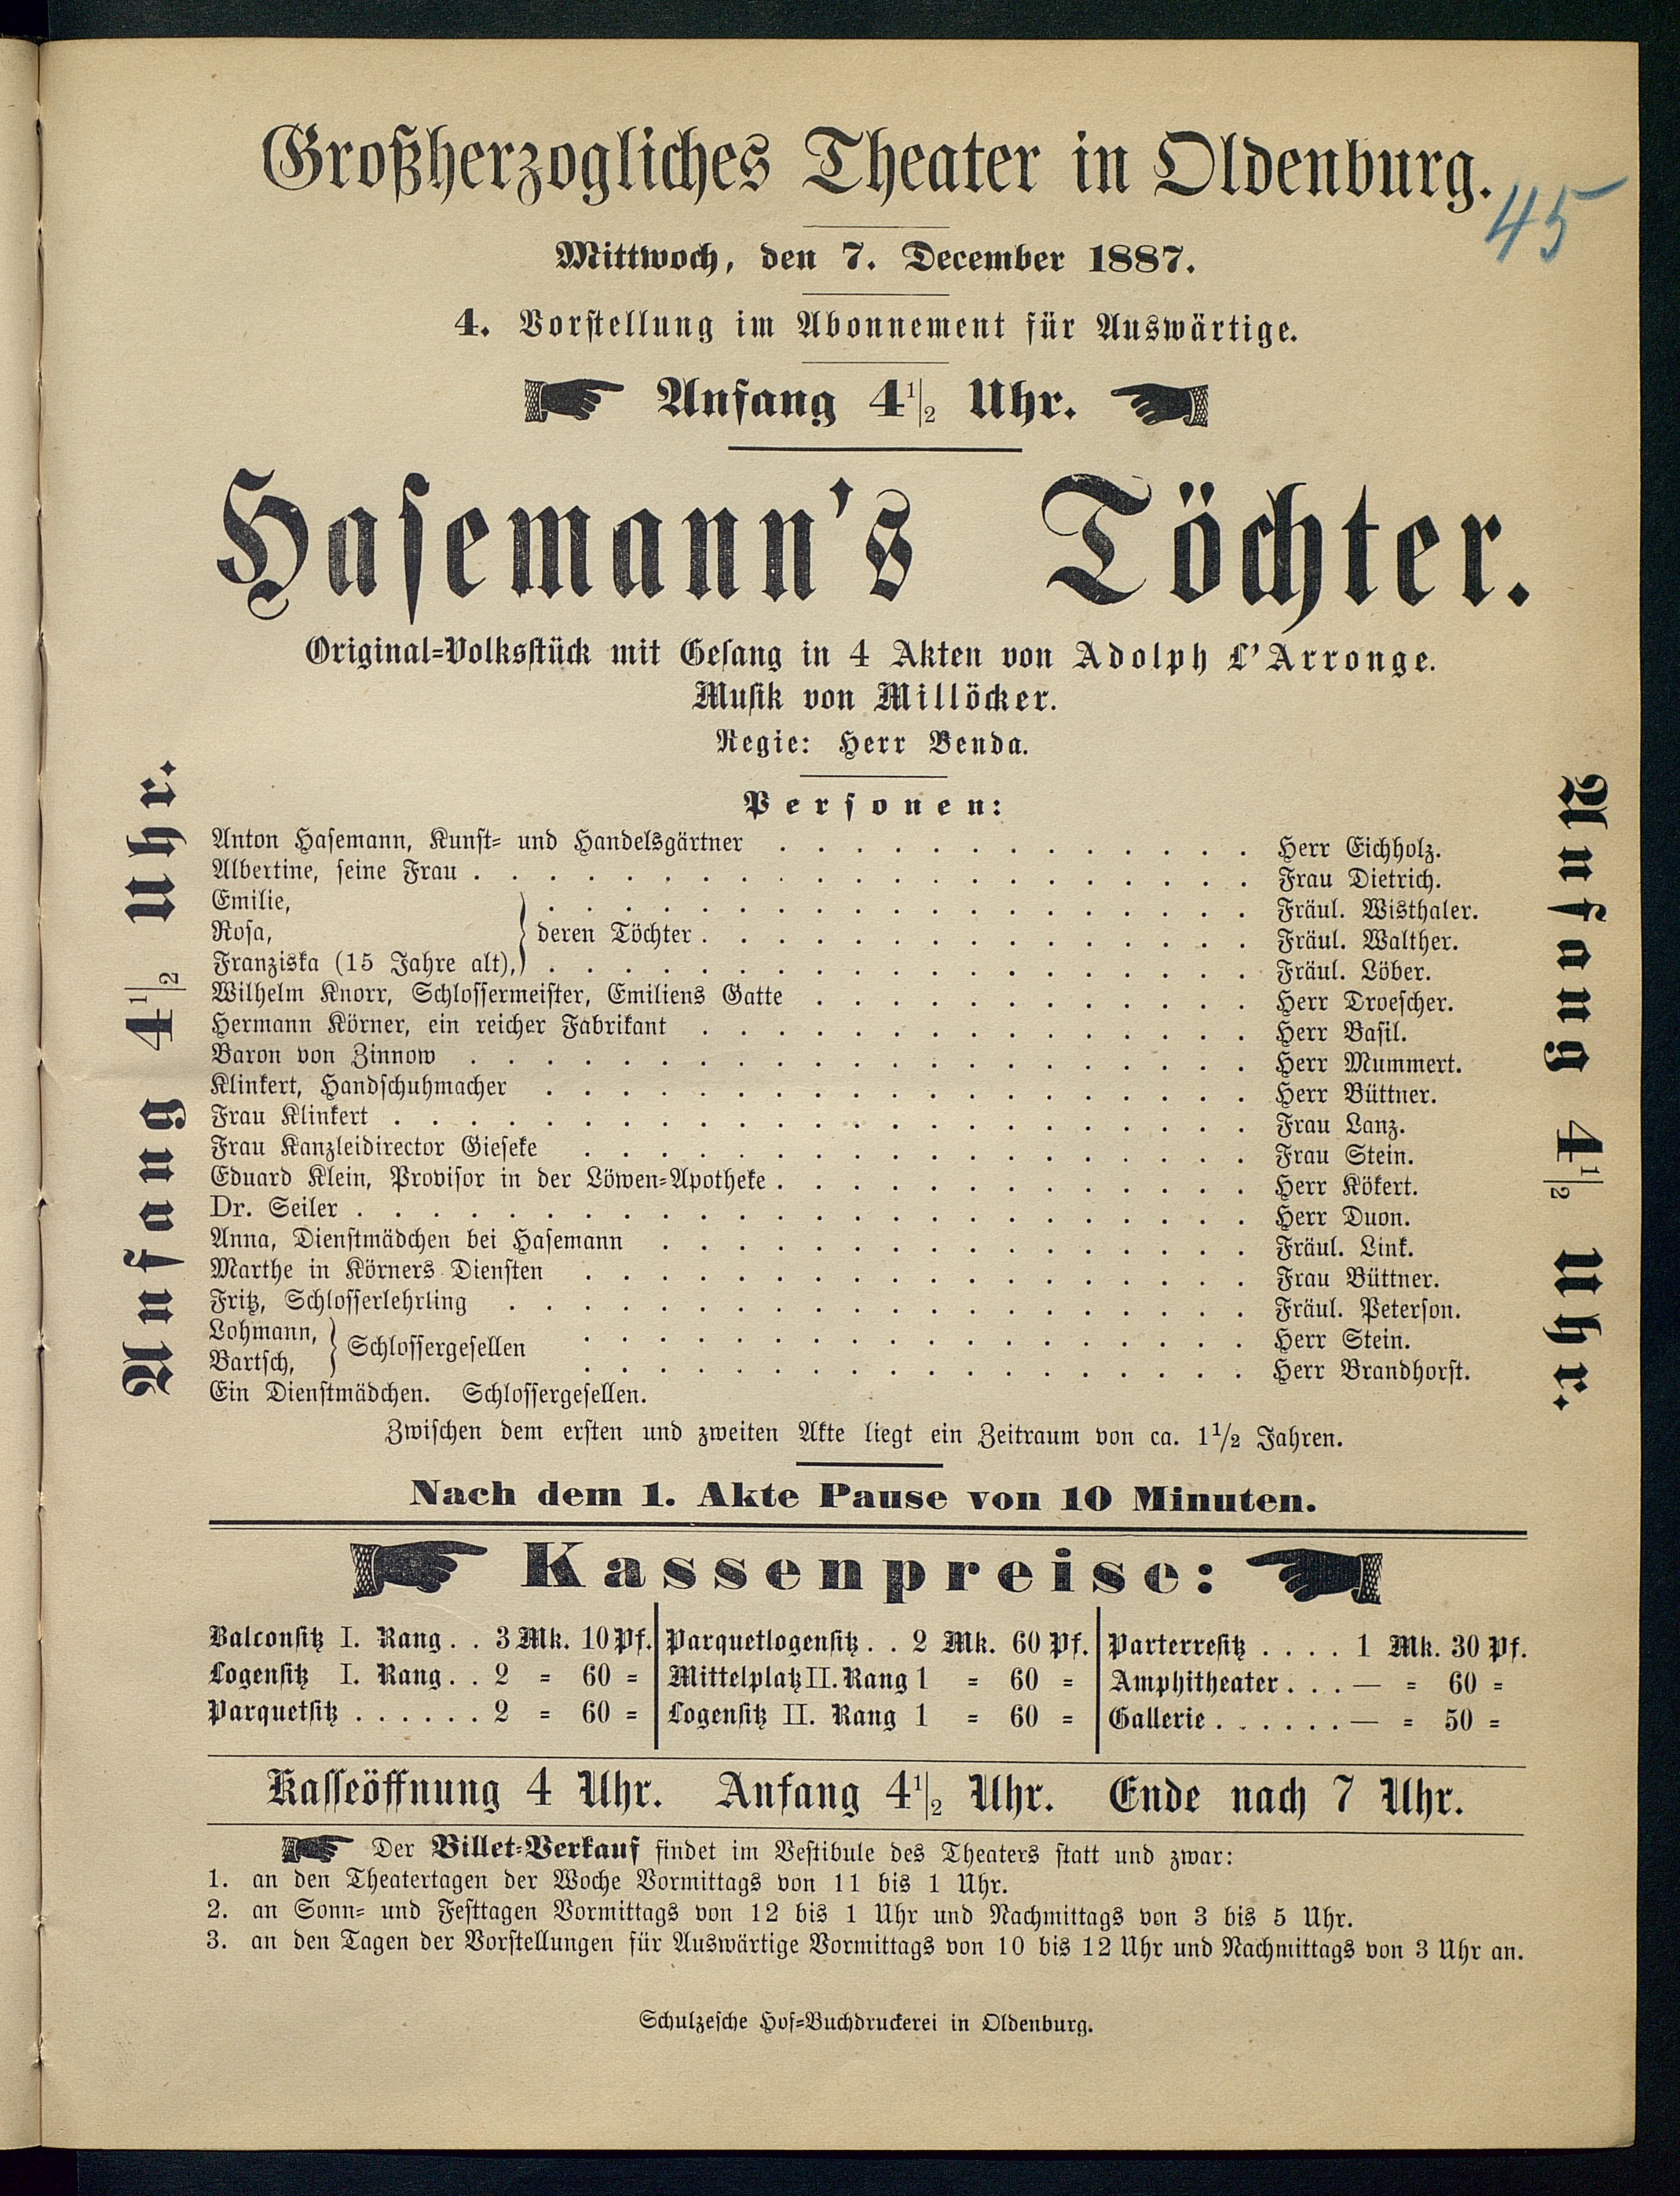 Großherzogliches Theater in Oldenburg.
45
Mittwoch, den 7. December 1887.
4. Vorstellung im Abonnement für Auswärtige.
Anfang 4 1/2 Uhr.
Hasemann's Töchter.
Original=Volksstück mit Gesang in 4 Akten von Adolph L'Arronge.
Musik von Millöcker.
Regie: Herr Benda.
Anfang 4 1/2 Uhr.
Anfang 4 1/2 Uhr.
Personen:
Anton Hasemann, Kunst= und Handelsgärtner . . . . . . . . . . . . . Herr Eichholz.
Albertine, seine Frau . . . . . . . . . . . . . . . . . . . . . Frau Dietrich.
Emilie, . . . . . . . . . . . . . . . . . . . Fräul. Wisthaler.
Rosa, } deren Töchter . . . . . . . . . . . . . . . Fräul. Walther.
Franziska (15 Jahre alt), . . . . . . . . . . . . . . . . . . . Fräul. Löber.
Wilhelm Knorr, Schlossermeister, Emiliens Gatte . . . . . . . . . . . . Herr Droescher.
Hermann Körner, ein reicher Fabrikant . . . . . . . . . . . . . . . Herr Basil.
Baron von Zinnow . . . . . . . . . . . . . . . . . . . . . Herr Mummert.
Klinkert, Handschuhmacher . . . . . . . . . . . . . . . . . . . Herr Büttner.
Frau Klinkert . . . . . . . . . . . . . . . . . . . . . . . Frau Lanz.
Frau Kanzleidirector Gieseke . . . . . . . . . . . . . . . . . . Frau Stein.
Eduard Klein, Provisor in der Löwen=Apotheke . . . . . . . . . . . . . Herr Kökert.
Dr. Seiler . . . . . . . . . . . . . . . . . . . . . . . . Herr Duon.
Anna, Dienstmädchen bei Hasemann . . . . . . . . . . . . . . . . Fräul. Link.
Marthe in Körners Diensten . . . . . . . . . . . . . . . . . . Frau Büttner.
Fritz, Schlosserlehrling . . . . . . . . . . . . . . . . . . . . Fräul. Peterson.
Lohmann, } Schlossergesellen . . . . . . . . . . . . . . . . . . Herr Stein.
Bartsch, . . . . . . . . . . . . . . . . . . Herr Brandhorst.
Ein Dienstmädchen. Schlossergesellen.
Zwischen dem ersten und zweiten Akte liegt ein Zeitraum von ca. 1 1/2 Jahren.
Nach dem 1. Akte Pause von 10 Minuten.
Kassenpreise:
Balconsitz I. Rang . . 3 Mk. 10 Pf. Parquetlogensitz . . 2 Mk. 60 Pf. Parterresitz . . . . 1 Mk. 30 Pf.
Logensitz I. Rang . . 2 = 60 = Mittelplatz II. Rang 1 = 60 = Amphitheater . . . — = 60 =
Parquetsitz . . . . . . 2 = 60 = Logensitz II. Rang 1 = 60 = Gallerie . . . . . . — = 50 =
Kasseöffnung 4 Uhr. Anfang 4 1/2 Uhr. Ende nach 7 Uhr.
Der Billet=Verkauf findet im Vestibule des Theaters statt und zwar:
1. an den Theatertagen der Woche Vormittags von 11 bis 1 Uhr.
2. an Sonn= und Festtagen Vormittags von 12 bis 1 Uhr und Nachmittags von 3 bis 5 Uhr.
3. an den Tagen der Vorstellungen für Auswärtige Vormittags von 10 bis 12 Uhr und Nachmittags von 3 Uhr an.
Schulzesche Hof=Buchdruckerei in Oldenburg.